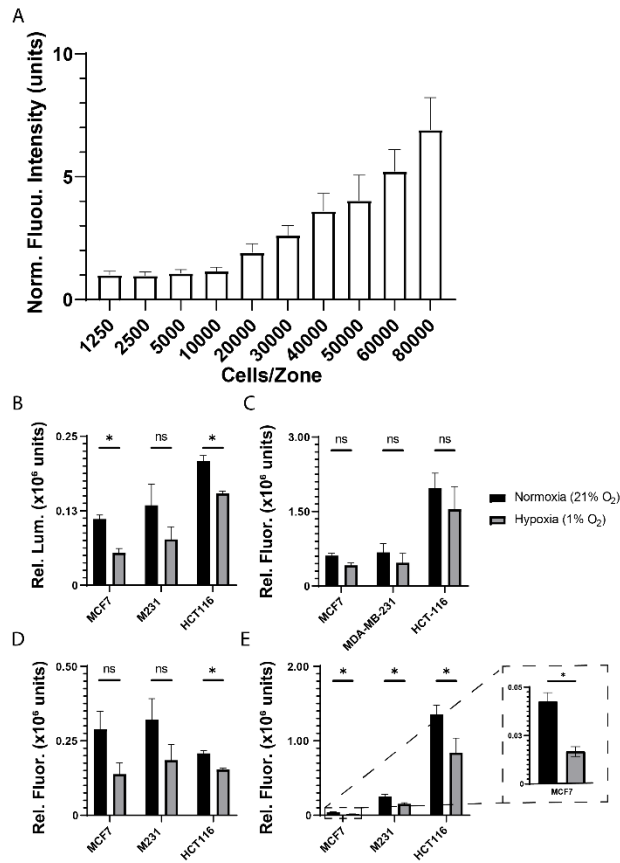 A
Norm. Fluou. Intensity (units)
10
5
0
1250
2500
5000
10000
20000
30000
40000
50000
60000
80000
Cells/Zone
B
Rel. Lum. (x10⁶ units)
0.25
0.13
0
*
ns
*
MCF7
M231
HCT116
C
Rel. Fluor. (x10⁶ units)
3.00
1.50
0
ns
ns
ns
MCF7
MDA-MB-231
HCT-116
Normoxia (21% O₂)
Hypoxia (1% O₂)
D
Rel. Fluor. (x10⁶ units)
0.50
0.25
0
ns
ns
*
MCF7
M231
HCT116
E
Rel. Fluor. (x10⁶ units)
2.00
1.00
0
*
*
*
MCF7
M231
HCT116
0.05
0.03
0
*
MCF7